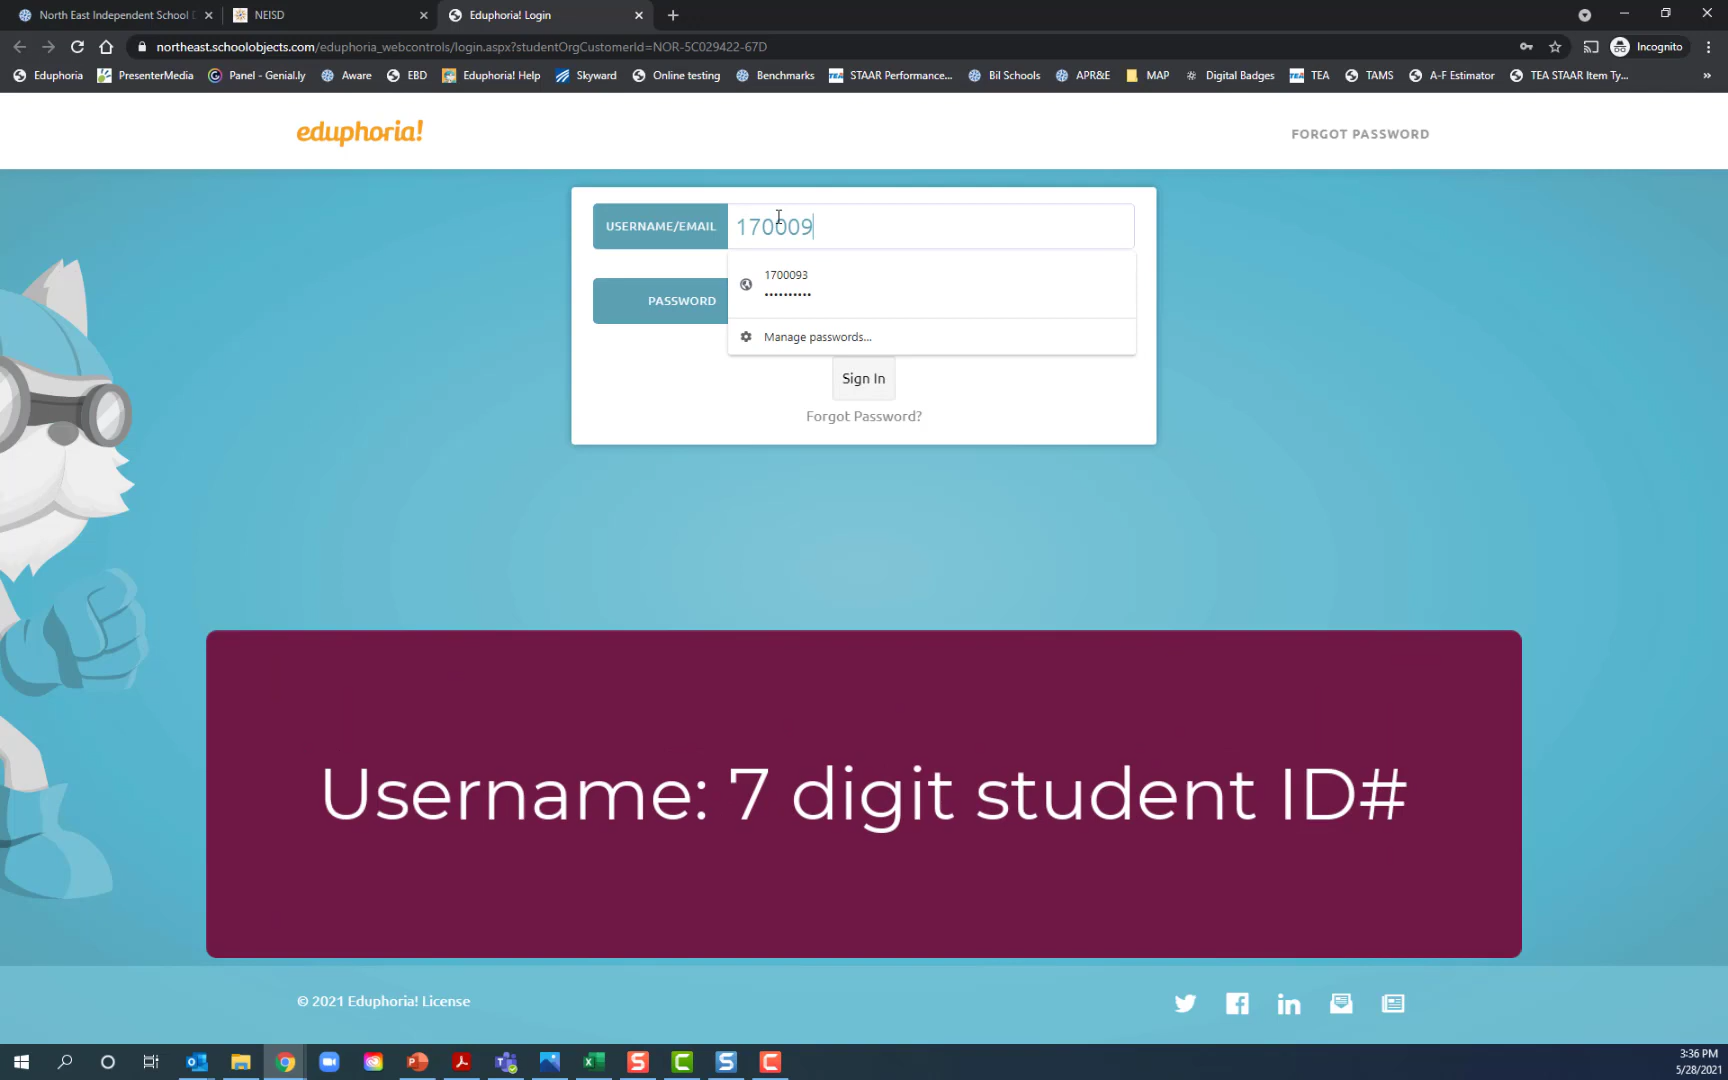 North East Independent School D
NEISD
Eduphoria! Login
northeast.schoolobjects.com/eduphoria_webcontrols/login.aspx?studentOrgCustomerId=NOR-5C029422-67D
Incognito
Eduphoria
PresenterMedia
Panel - Genial.ly
Aware
EBD
Eduphoria! Help
Skyward
Online testing
Benchmarks
TEA STAAR Performance...
Bil Schools
APR&E
MAP
Digital Badges
TEA TEA
TAMS
A-F Estimator
TEA STAAR Item Ty...
»
eduphoria!
FORGOT PASSWORD
USERNAME/EMAIL
170009
1700093
••••••••••
PASSWORD
Manage passwords...
Sign In
Forgot Password?
Username: 7 digit student ID#
© 2021 Eduphoria! License
3:36 PM
5/28/2021